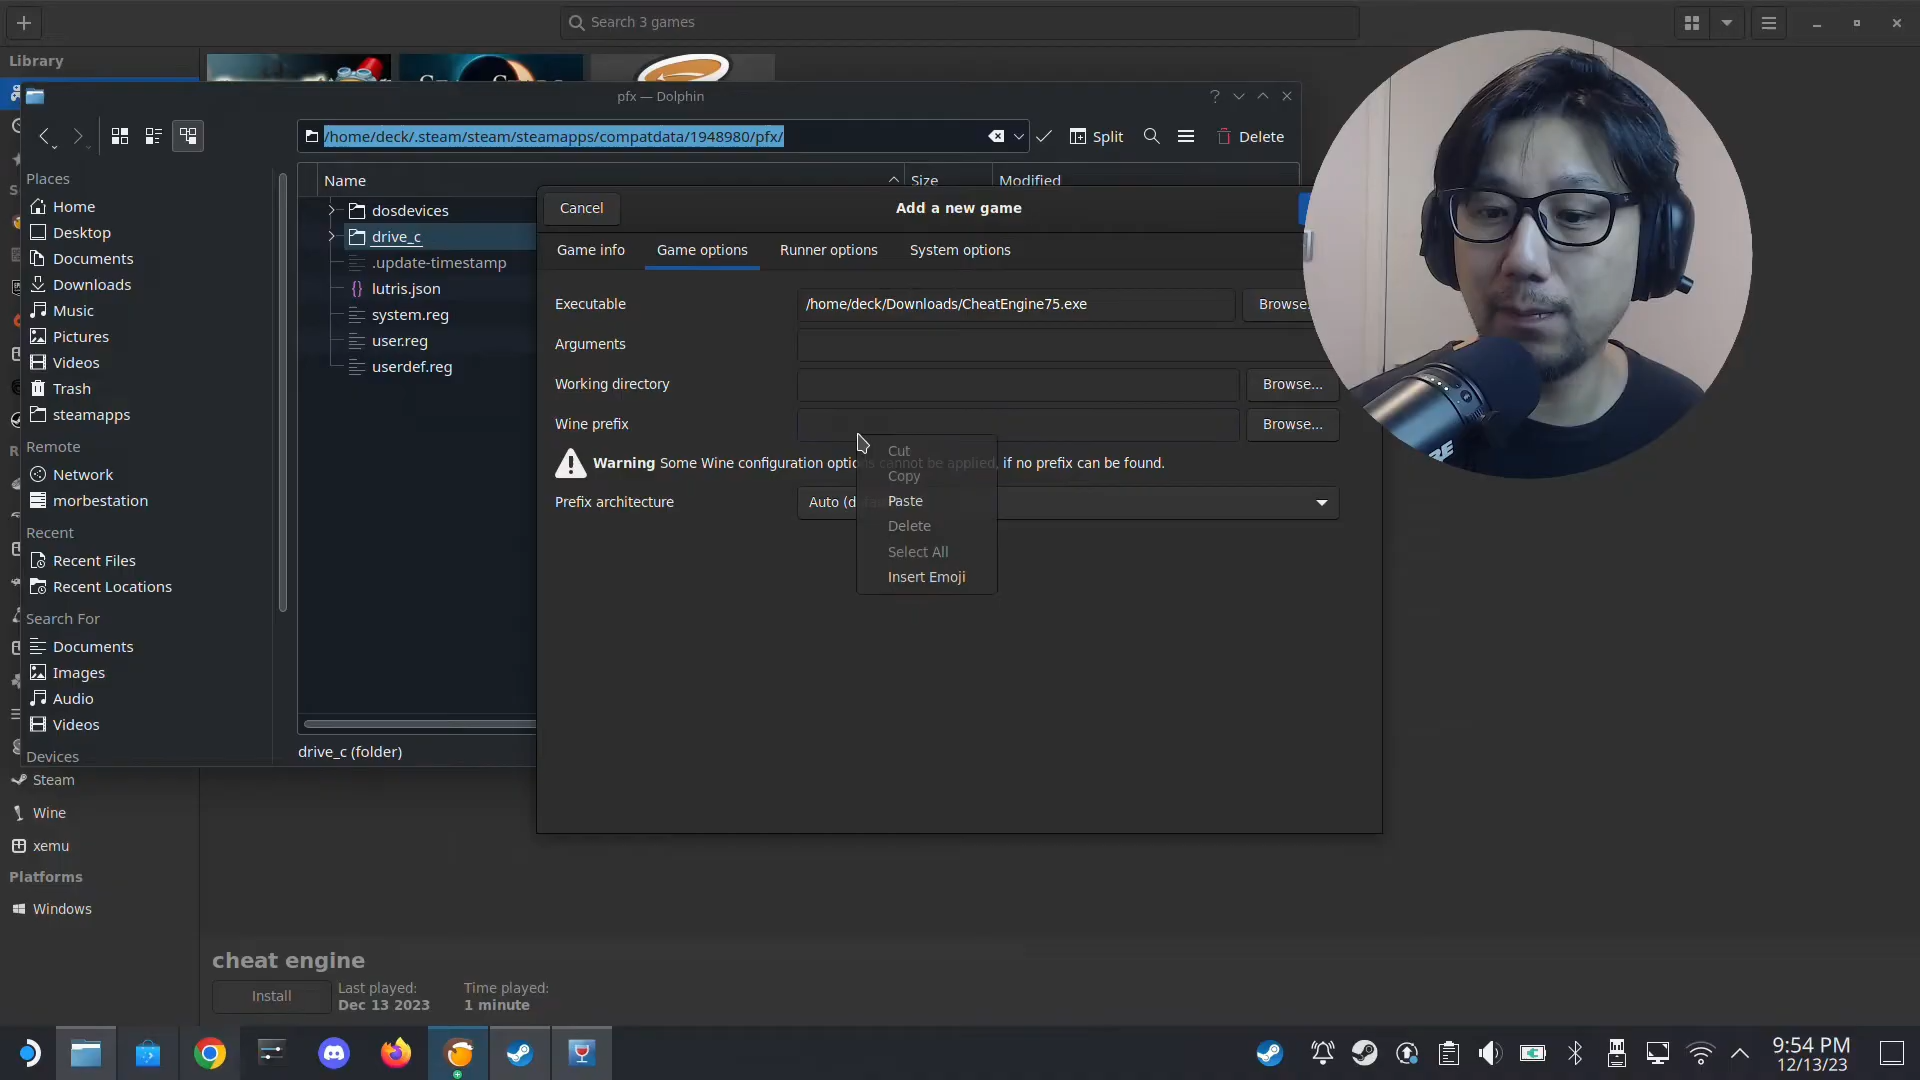 Search 3 games
Library
pfx — Dolphin
/home/deck/.steam/steam/steamapps/compatdata/1948980/pfx/
Split
Delete
Places
Home
Desktop
Documents
Downloads
Music
Pictures
Videos
Trash
steamapps
Remote
Network
morbestation
Recent
Recent Files
Recent Locations
Search For
Documents
Images
Audio
Videos
Devices
Name
Size
Modified
dosdevices
drive_c
.update-timestamp
lutris.json
system.reg
user.reg
userdef.reg
drive_c (folder)
Cancel
Add a new game
Game info
Game options
Runner options
System options
Executable
/home/deck/Downloads/CheatEngine75.exe
Browse...
Arguments
Working directory
Browse...
Wine prefix
Browse...
Warning Some Wine configuration options cannot be applied, if no prefix can be found.
Prefix architecture
Auto (d
Cut
Copy
Paste
Delete
Select All
Insert Emoji
Steam
Wine
xemu
Platforms
Windows
cheat engine
Install
Last played:
Dec 13 2023
Time played:
1 minute
9:54 PM
12/13/23